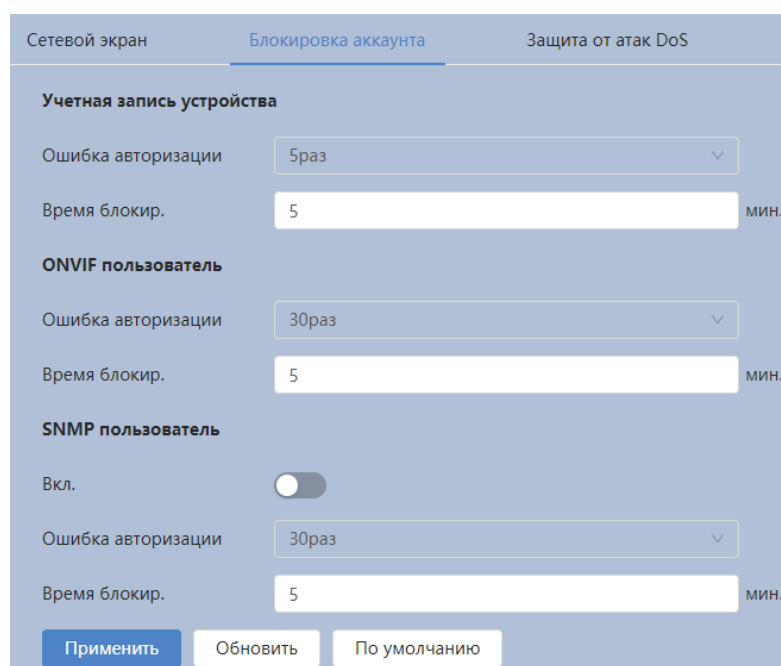 Сетевой экран Блокировка аккаунта Защита от атак DoS
Учетная запись устройства
Ошибка авторизации 5раз
Время блокир. 5 мин.
ONVIF пользователь
Ошибка авторизации 30раз
Время блокир. 5 мин.
SNMP пользователь
Вкл.
Ошибка авторизации 30раз
Время блокир. 5 мин.
Применить Обновить По умолчанию